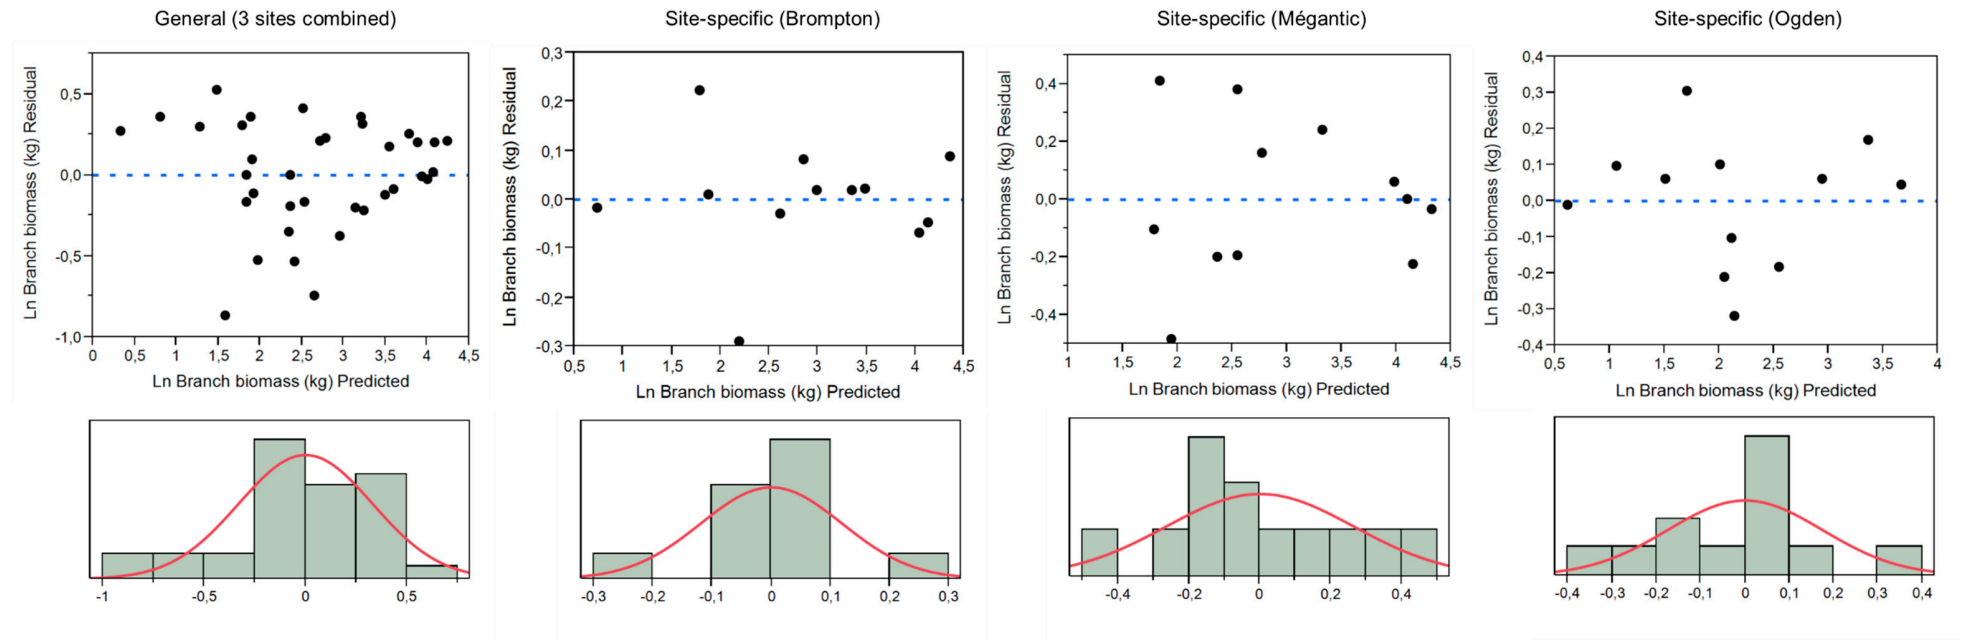 General (3 sites combined)
Site-specific (Brompton)
Site-specific (Mégantic)
Site-specific (Ogden)
Ln Branch biomass (kg) Residual
0,5
0,0
-0,5
-1,0
0 0,5 1 1,5 2 2,5 3 3,5 4 4,5
Ln Branch biomass (kg) Predicted
Ln Branch biomass (kg) Residual
0,3
0,2
0,1
0,0
-0,1
-0,2
-0,3
0,5 1 1,5 2 2,5 3 3,5 4 4,5
Ln Branch biomass (kg) Predicted
Ln Branch biomass (kg) Residual
0,4
0,2
0,0
-0,2
-0,4
1 1,5 2 2,5 3 3,5 4 4,5
Ln Branch biomass (kg) Predicted
Ln Branch biomass (kg) Residual
0,4
0,3
0,2
0,1
0,0
-0,1
-0,2
-0,3
-0,4
0,5 1 1,5 2 2,5 3 3,5 4
Ln Branch biomass (kg) Predicted
-1 -0,5 0 0,5
-0,3 -0,2 -0,1 0 0,1 0,2 0,3
-0,4 -0,2 0 0,2 0,4
-0,4 -0,3 -0,2 -0,1 0 0,1 0,2 0,3 0,4